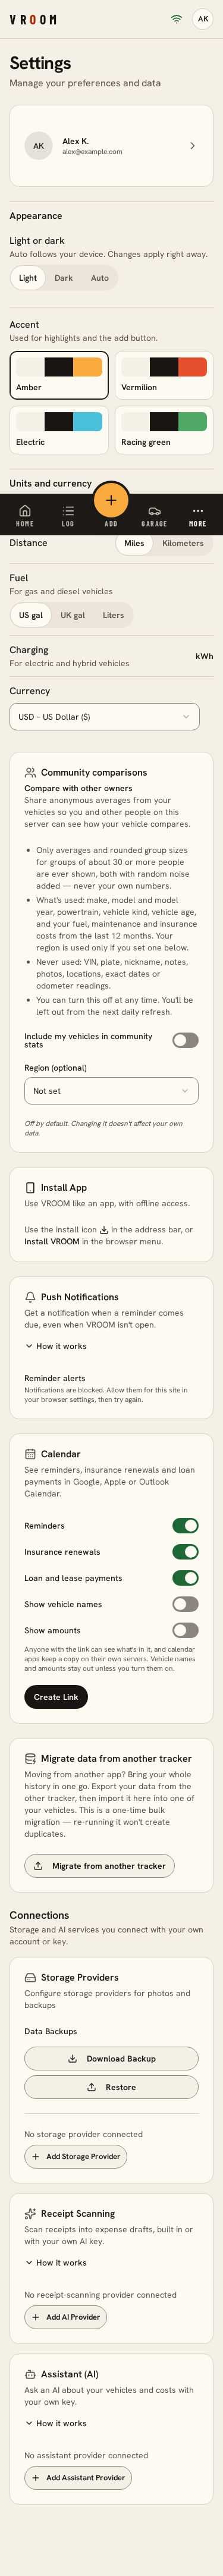 VROOM
AK
Settings
Manage your preferences and data
AK
Alex K.
alex@example.com
Appearance
Light or dark
Auto follows your device. Changes apply right away.
Light Dark Auto
Accent
Used for highlights and the add button.
Amber
Vermilion
Electric
Racing green
Units and currency
HOME LOG ADD GARAGE MORE
Distance
Miles Kilometers
Fuel
For gas and diesel vehicles
US gal UK gal Liters
Charging
For electric and hybrid vehicles
kWh
Currency
USD – US Dollar ($)
Community comparisons
Compare with other owners
Share anonymous averages from your
vehicles so you and other people on this
server can see how your vehicle compares.
• Only averages and rounded group sizes
for groups of about 30 or more people
are ever shown, both with random noise
added — never your own numbers.
• What's used: make, model and model
year, powertrain, vehicle kind, vehicle age,
and your fuel, maintenance and insurance
costs from the last 12 months. Your
region is used only if you set one below.
• Never used: VIN, plate, nickname, notes,
photos, locations, exact dates or
odometer readings.
• You can turn this off at any time. You'll be
left out from the next daily refresh.
Include my vehicles in community
stats
Region (optional)
Not set
Off by default. Changing it doesn't affect your own
data.
Install App
Use VROOM like an app, with offline access.
Use the install icon in the address bar, or
Install VROOM in the browser menu.
Push Notifications
Get a notification when a reminder comes
due, even when VROOM isn't open.
How it works
Reminder alerts
Notifications are blocked. Allow them for this site in
your browser settings, then try again.
Calendar
See reminders, insurance renewals and loan
payments in Google, Apple or Outlook
Calendar.
Reminders
Insurance renewals
Loan and lease payments
Show vehicle names
Show amounts
Anyone with the link can see what's in it, and calendar
apps keep a copy on their own servers. Vehicle names
and amounts stay out unless you turn them on.
Create Link
Migrate data from another tracker
Moving from another app? Bring your whole
history in one go. Export your data from the
other tracker, then import it here into one of
your vehicles. This is a one-time bulk
migration — re-running it won't create
duplicates.
Migrate from another tracker
Connections
Storage and AI services you connect with your own
account or key.
Storage Providers
Configure storage providers for photos and
backups
Data Backups
Download Backup
Restore
No storage provider connected
Add Storage Provider
Receipt Scanning
Scan receipts into expense drafts, built in or
with your own AI key.
How it works
No receipt-scanning provider connected
Add AI Provider
Assistant (AI)
Ask an AI about your vehicles and costs with
your own key.
How it works
No assistant provider connected
Add Assistant Provider